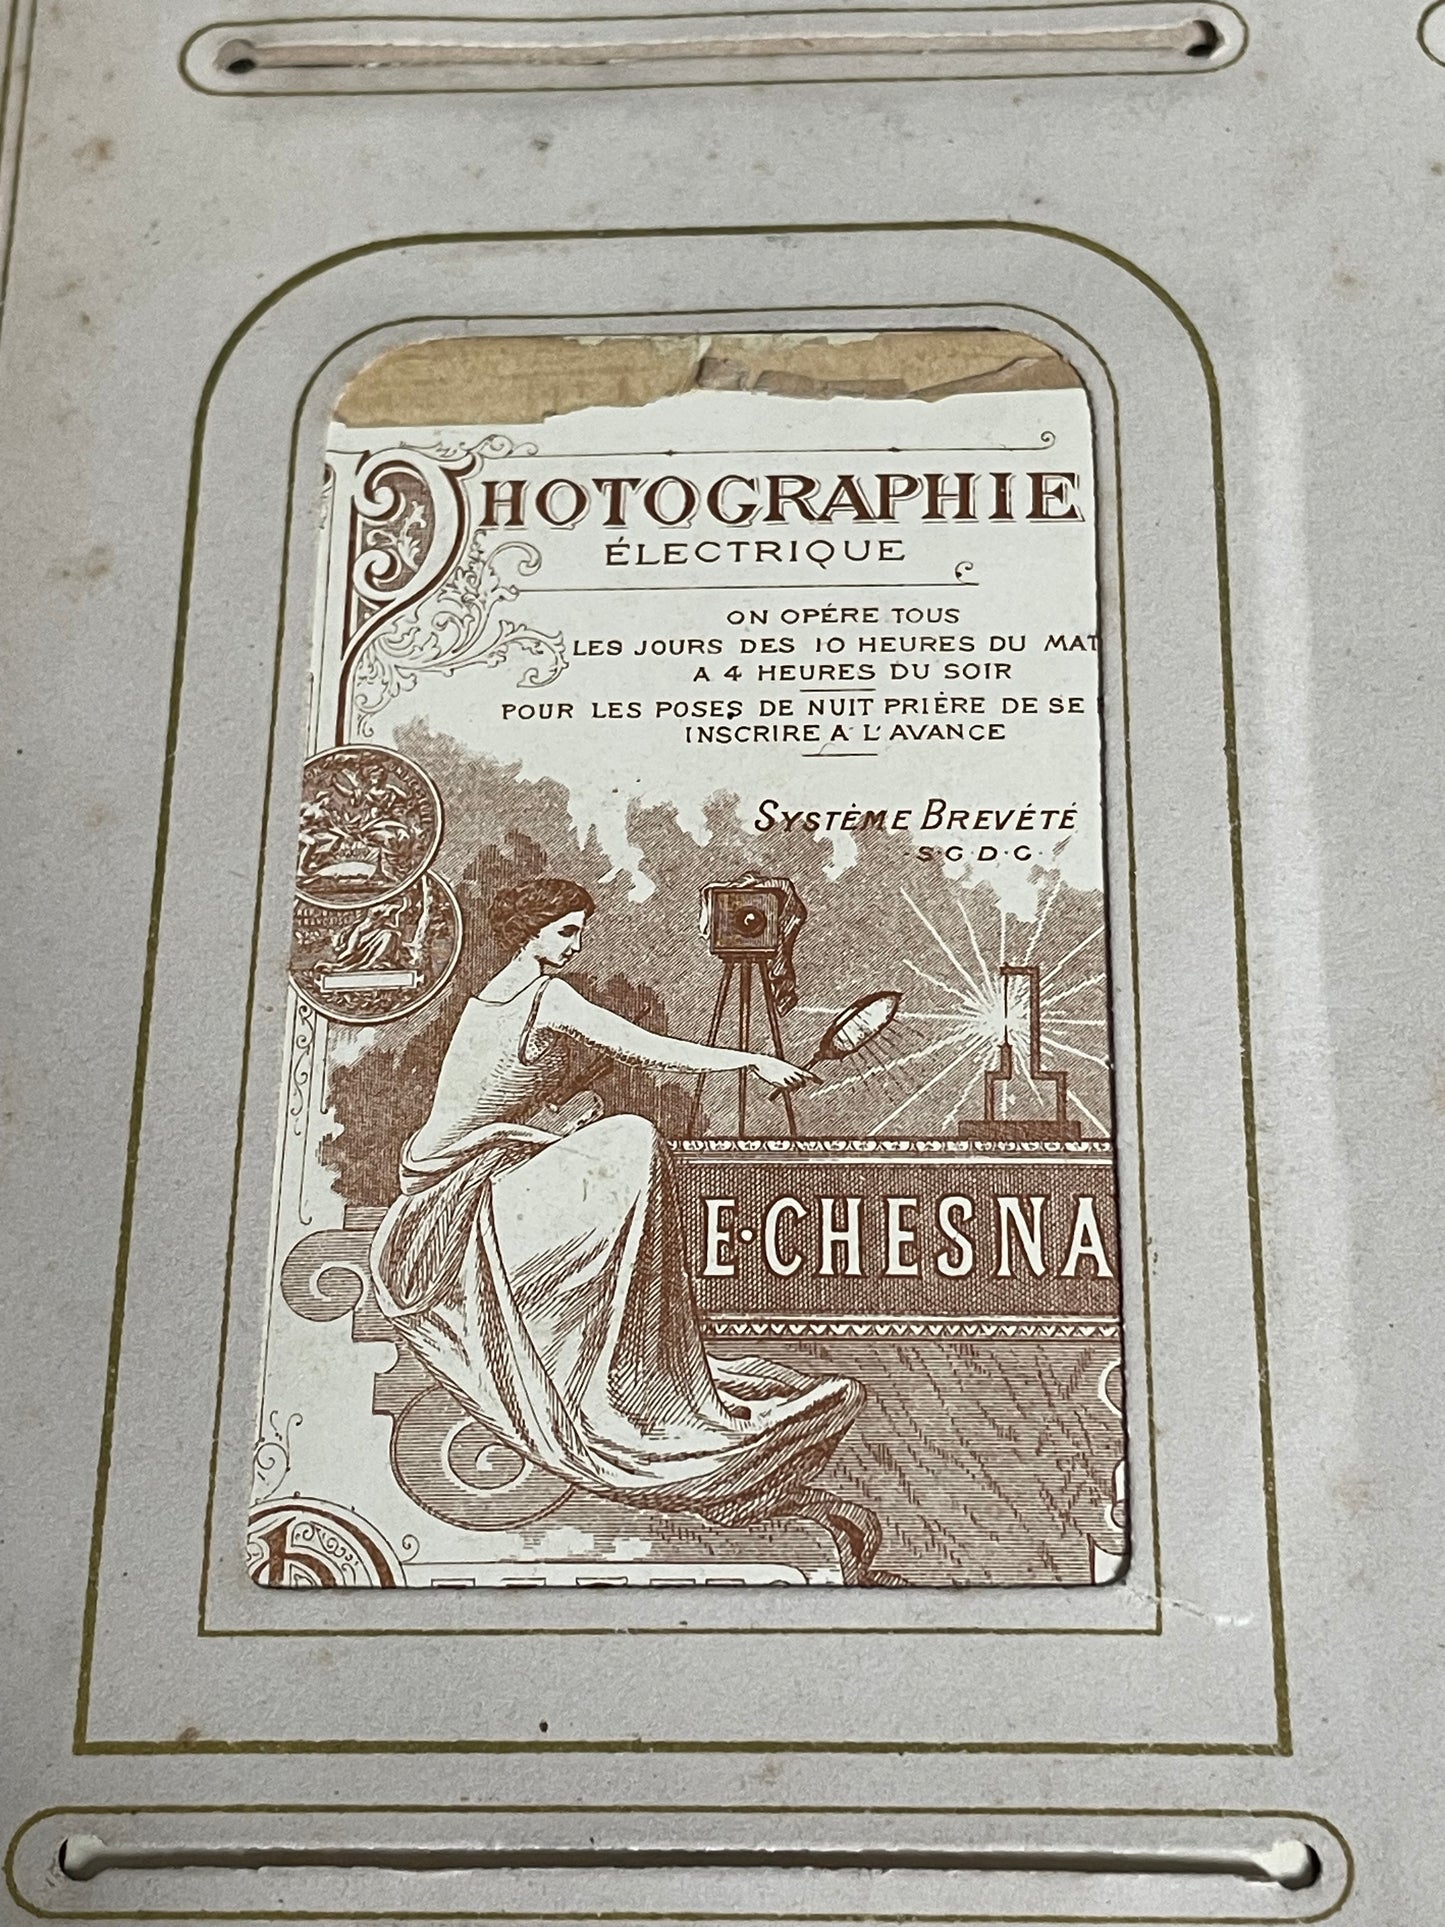 PHOTOGRAPHIE
ÉLECTRIQUE
ON OPÉRE TOUS
LES JOURS DES 10 HEURES DU MAT
A 4 HEURES DU SOIR
POUR LES POSES DE NUIT PRIÈRE DE SE
INSCRIRE A L'AVANCE
SYSTÈME BREVÉTÉ
S·G·D·G·
E·CHESNA